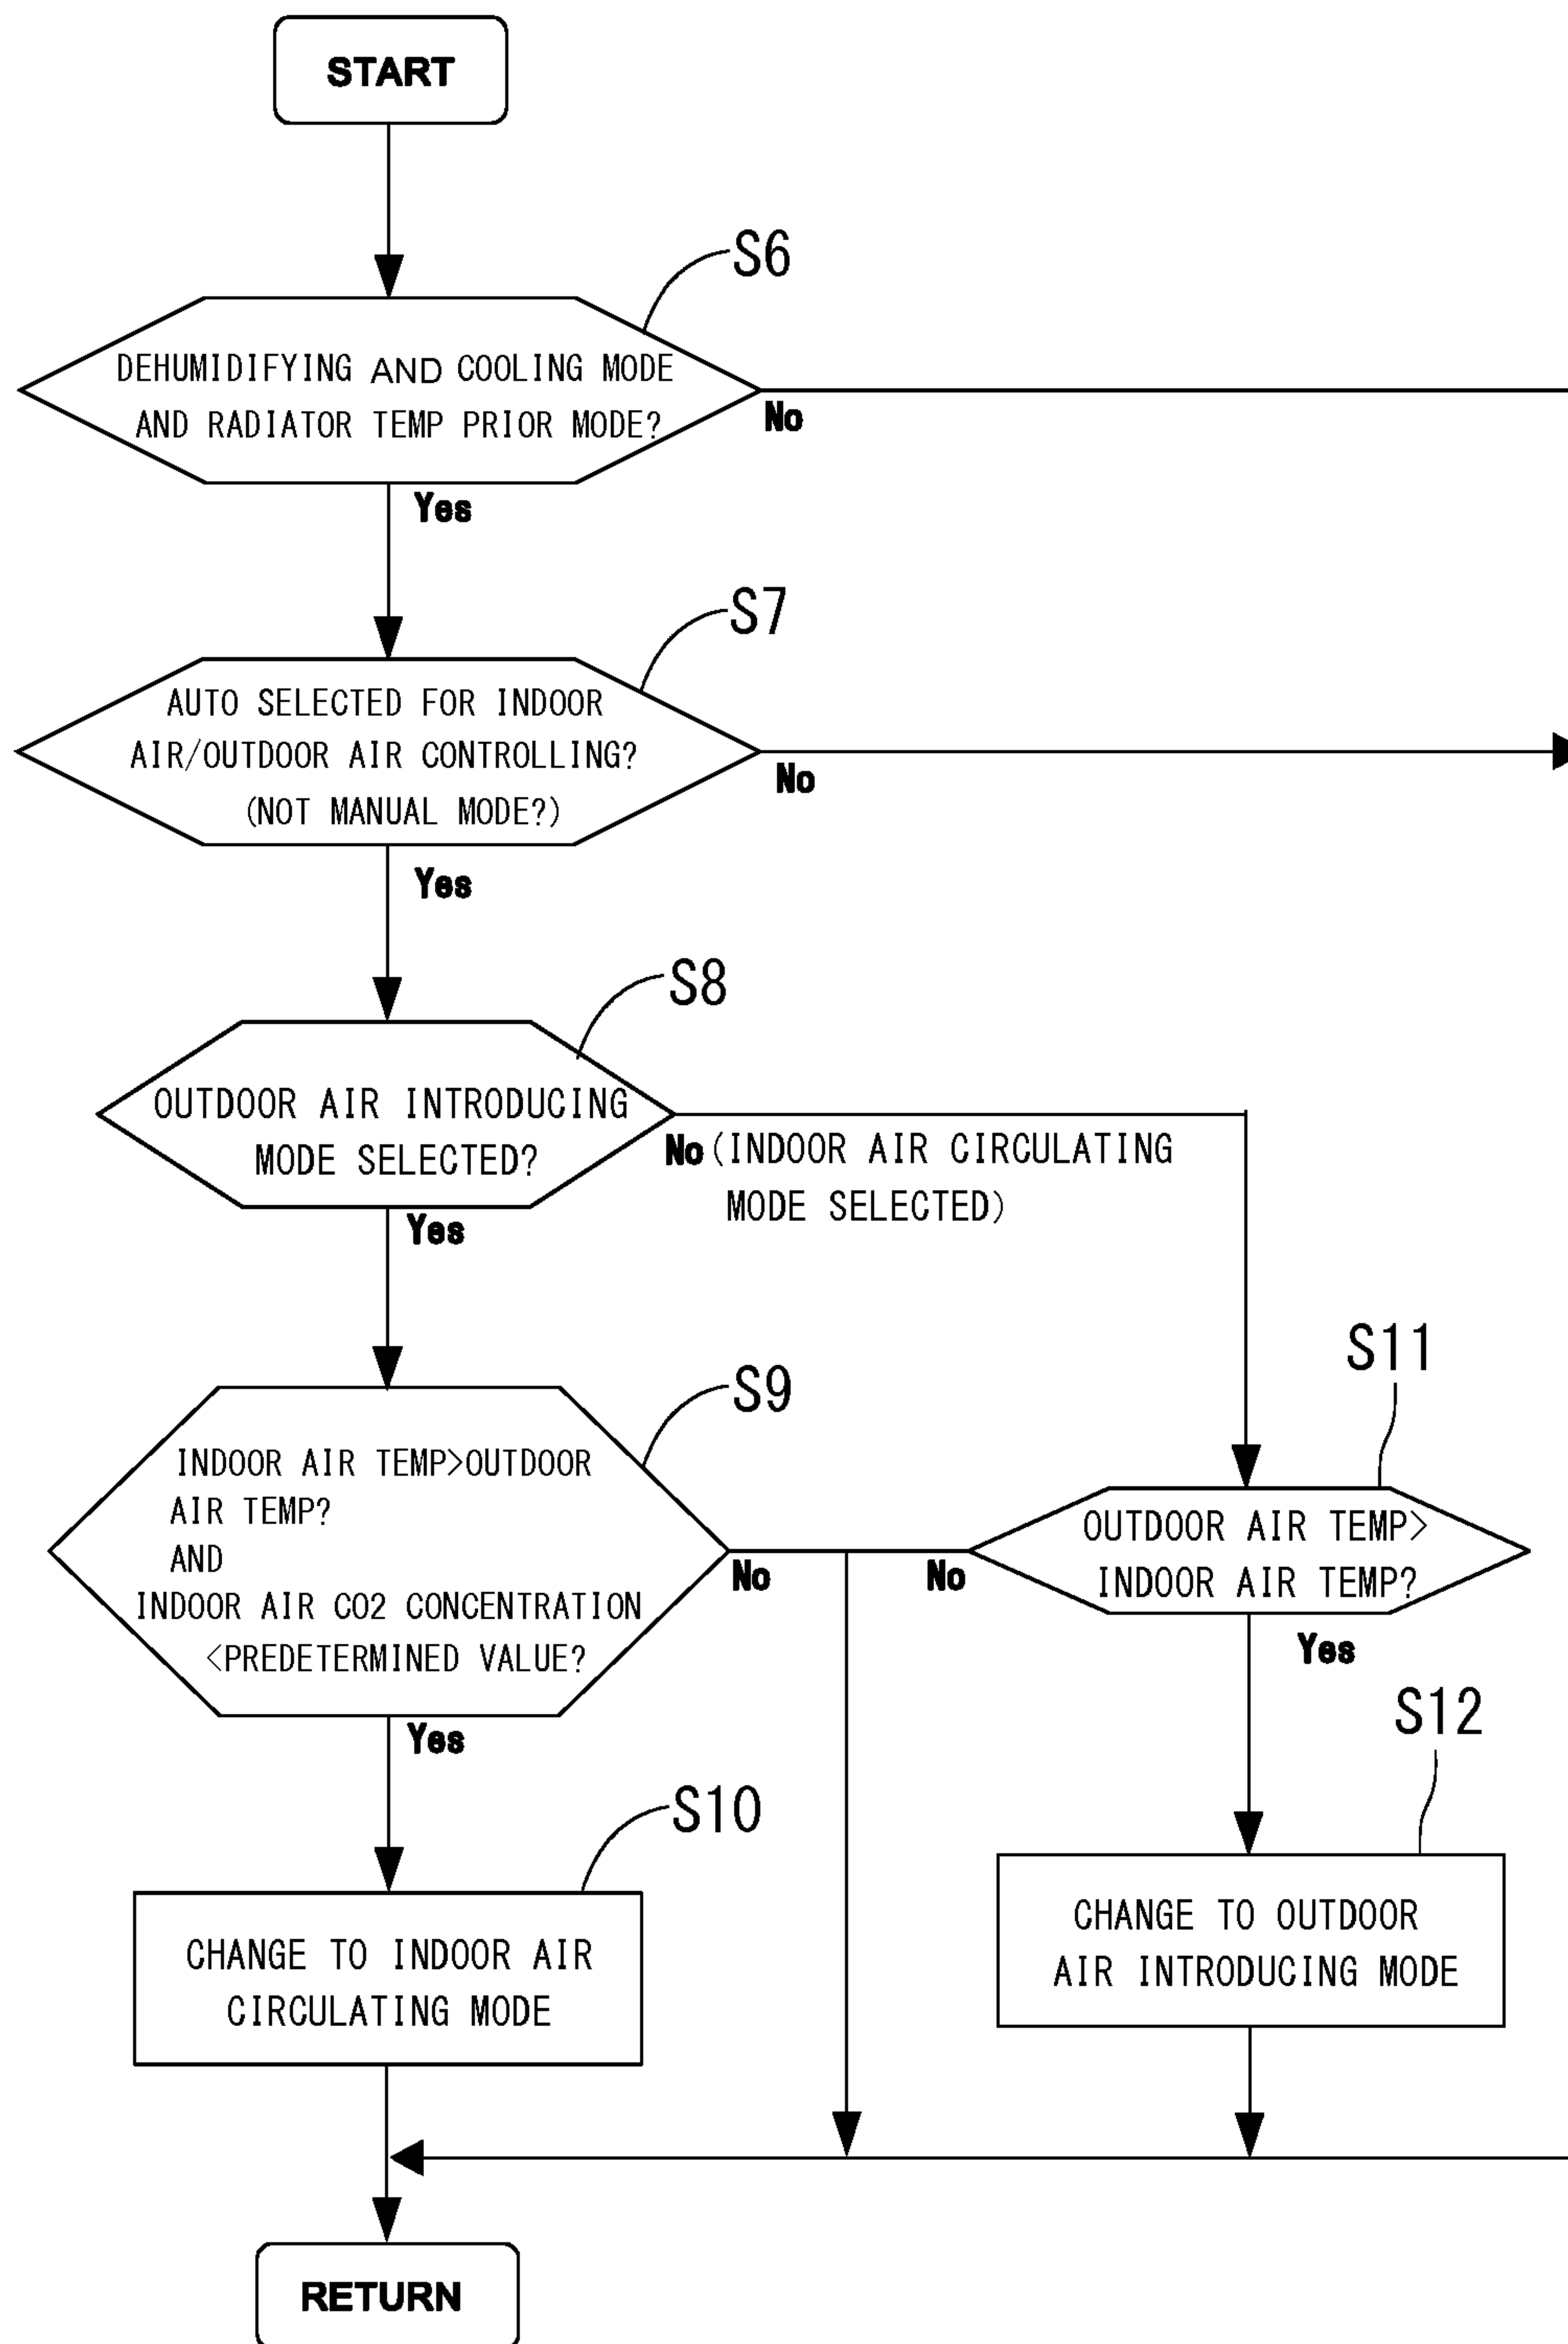 START
S6
DEHUMIDIFYING AND COOLING MODE
AND RADIATOR TEMP PRIOR MODE?
No
Yes
S7
AUTO SELECTED FOR INDOOR
AIR/OUTDOOR AIR CONTROLLING?
(NOT MANUAL MODE?)
No
Yes
S8
OUTDOOR AIR INTRODUCING
MODE SELECTED?
No (INDOOR AIR CIRCULATING
MODE SELECTED)
Yes
S9
INDOOR AIR TEMP>OUTDOOR
AIR TEMP?
AND
INDOOR AIR CO2 CONCENTRATION
<PREDETERMINED VALUE?
No
Yes
S11
OUTDOOR AIR TEMP>
INDOOR AIR TEMP?
No
Yes
S10
CHANGE TO INDOOR AIR
CIRCULATING MODE
S12
CHANGE TO OUTDOOR
AIR INTRODUCING MODE
RETURN